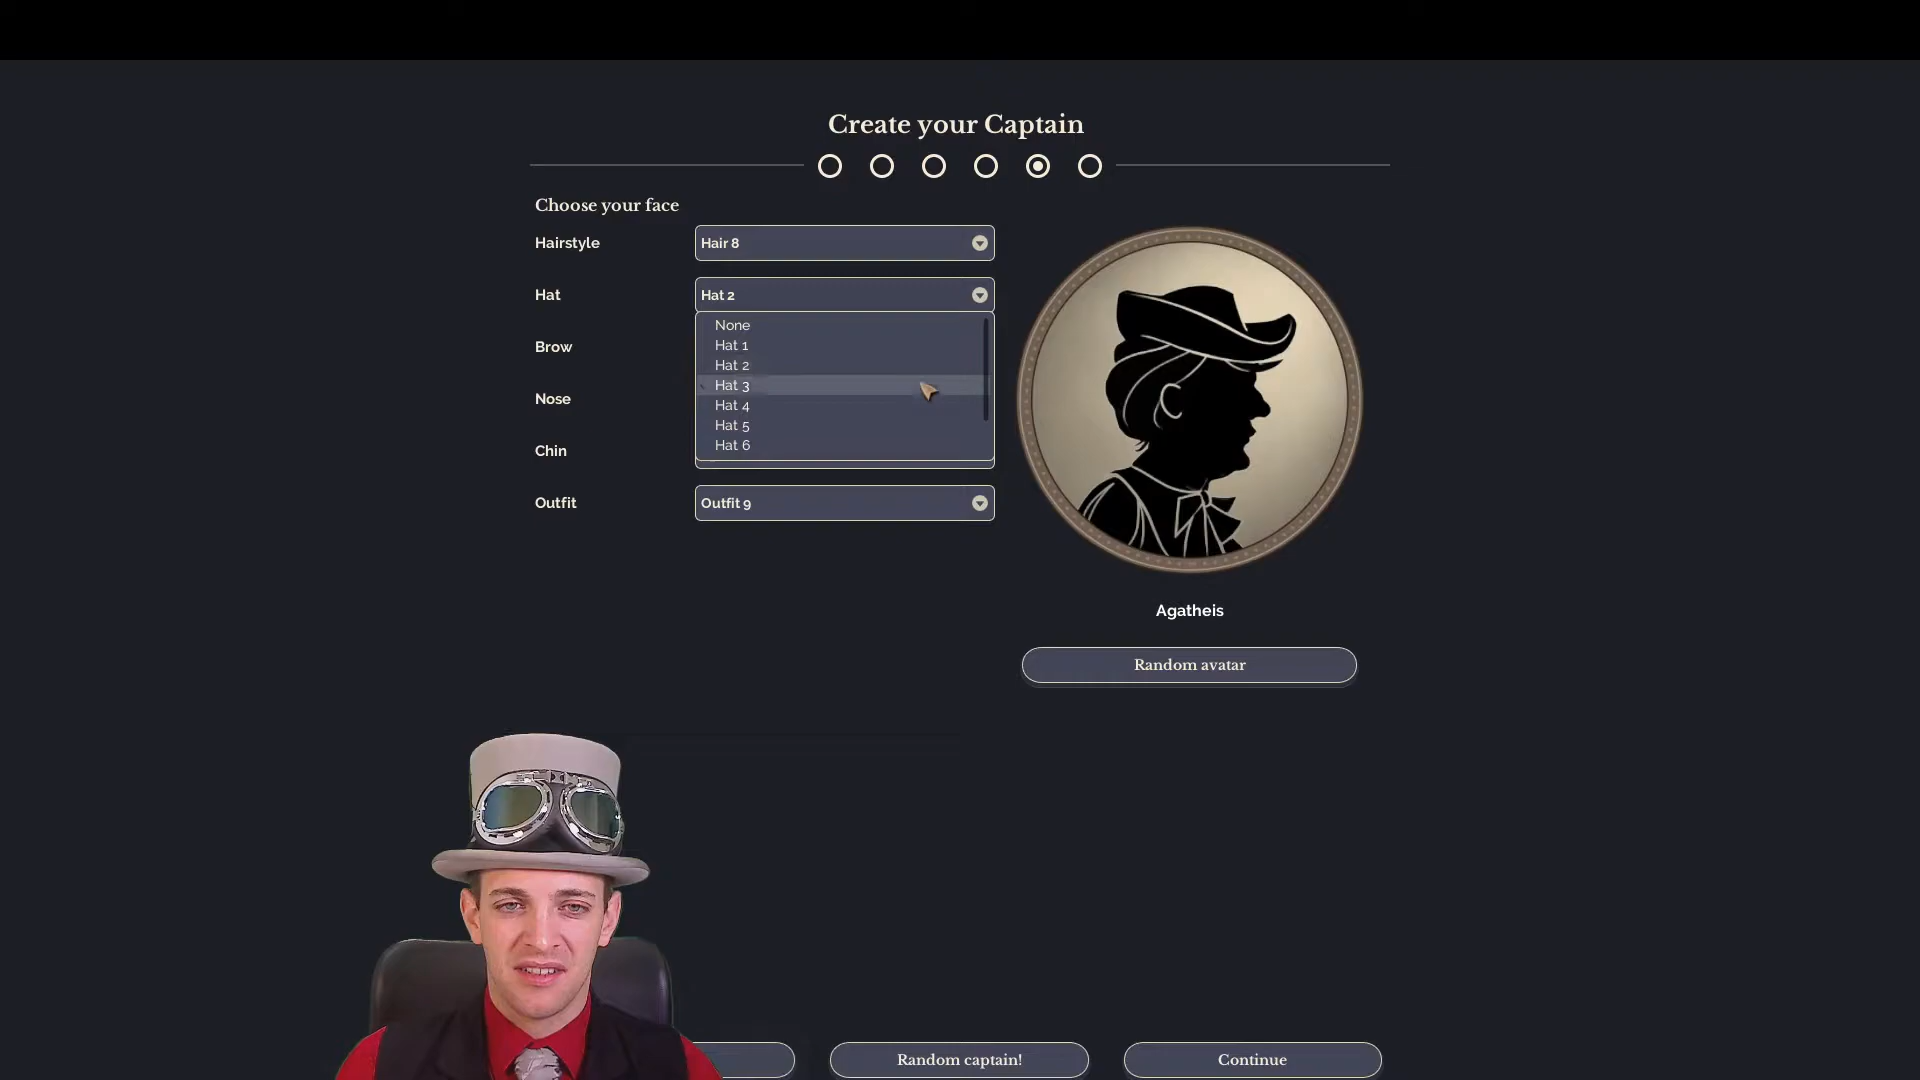 Create your Captain
Choose your face
Hairstyle
Hair 8
Hat
Hat 2
None
Hat 1
Hat 2
Hat 3
Hat 4
Hat 5
Hat 6
Brow
Nose
Chin
Outfit
Outfit 9
Agatheis
Random avatar
Random captain!
Continue